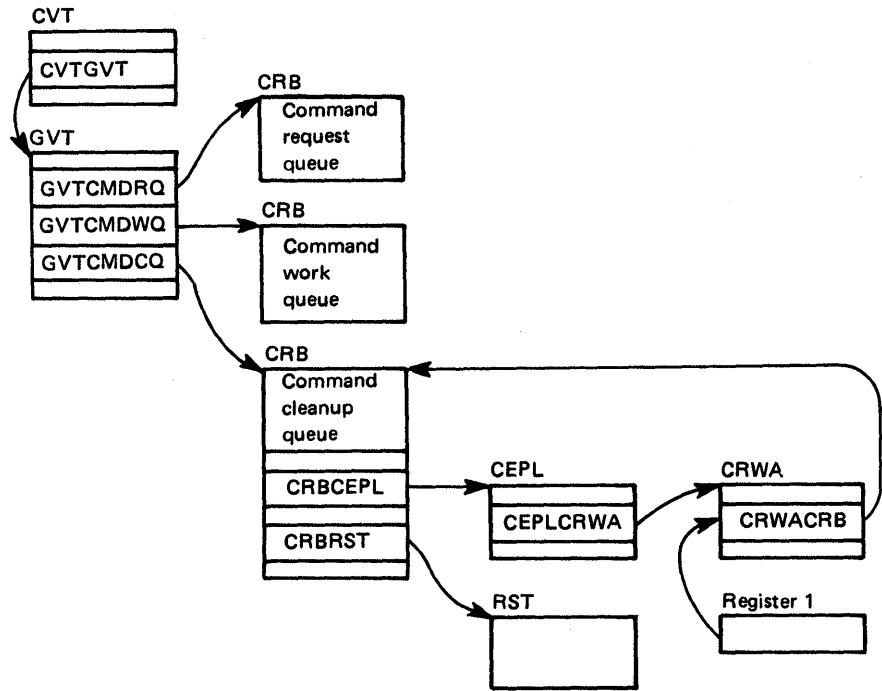 CVT
CVTGVT
GVT
GVTCMDRQ
GVTCMDWQ
GVTCMDCQ
CRB
Command
request
queue
CRB
Command
work
queue
CRB
Command
cleanup
queue
CRBCEPL
CRBRST
CEPL
CEPLCRWA
CRWA
CRWACRB
RST
Register 1